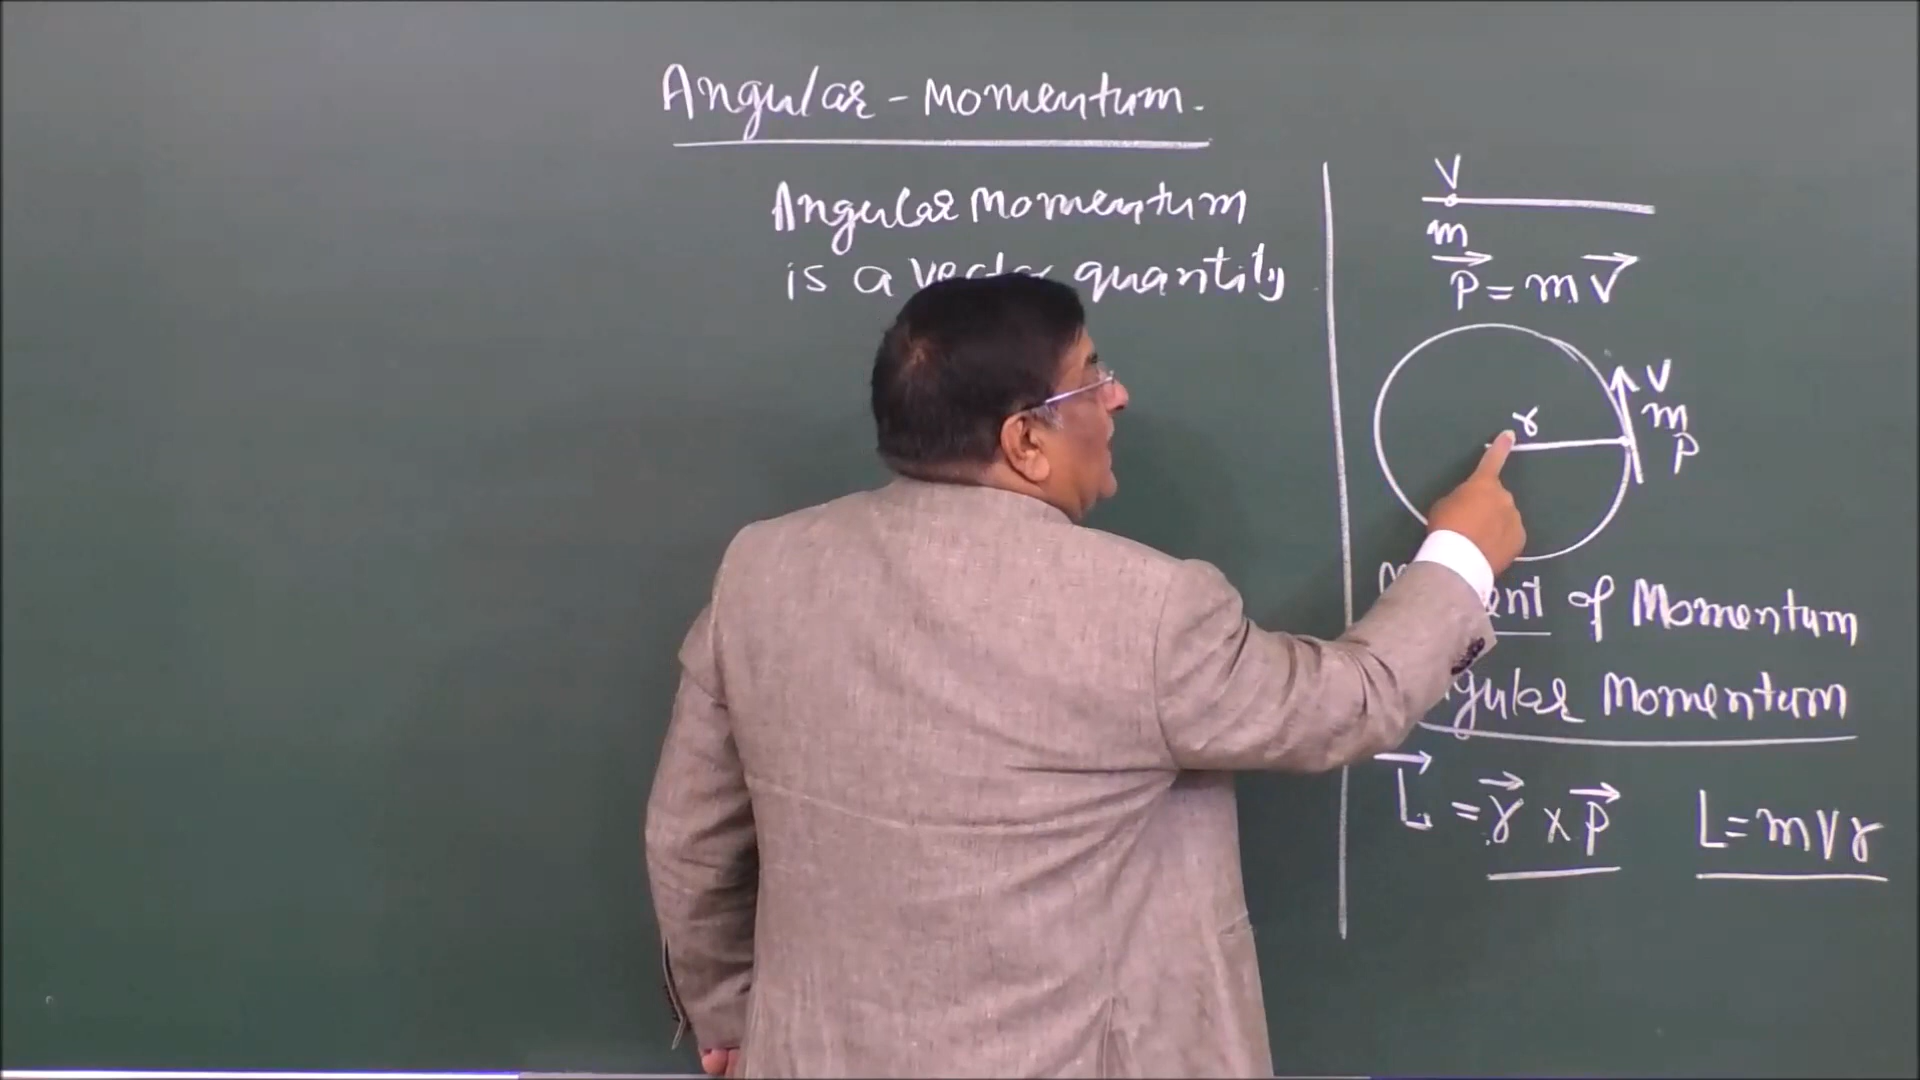 Angular - Momentum.
Angular Momentum
is a quantity
V
m
P = mV
V
r
m
P
of Momentum
Momentum
L = r x P
L = mvr